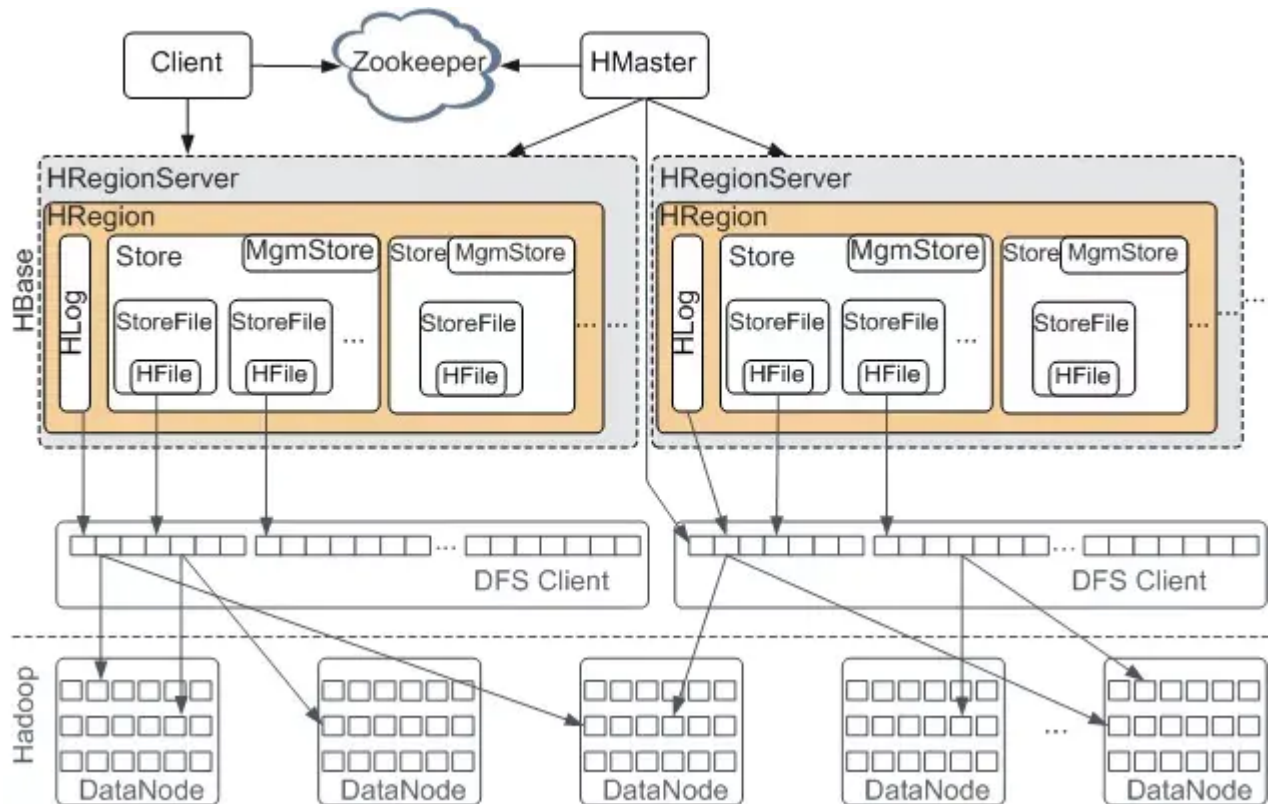 Client
Zookeeper
HMaster
HBase
HRegionServer
HRegion
HLog
Store
MgmStore
StoreFile
HFile
StoreFile
HFile
...
Store
MgmStore
StoreFile
HFile
...
...
HRegionServer
HRegion
HLog
Store
MgmStore
StoreFile
HFile
StoreFile
HFile
...
Store
MgmStore
StoreFile
HFile
...
...
...
...
DFS Client
...
DFS Client
Hadoop
DataNode
DataNode
DataNode
DataNode
...
DataNode